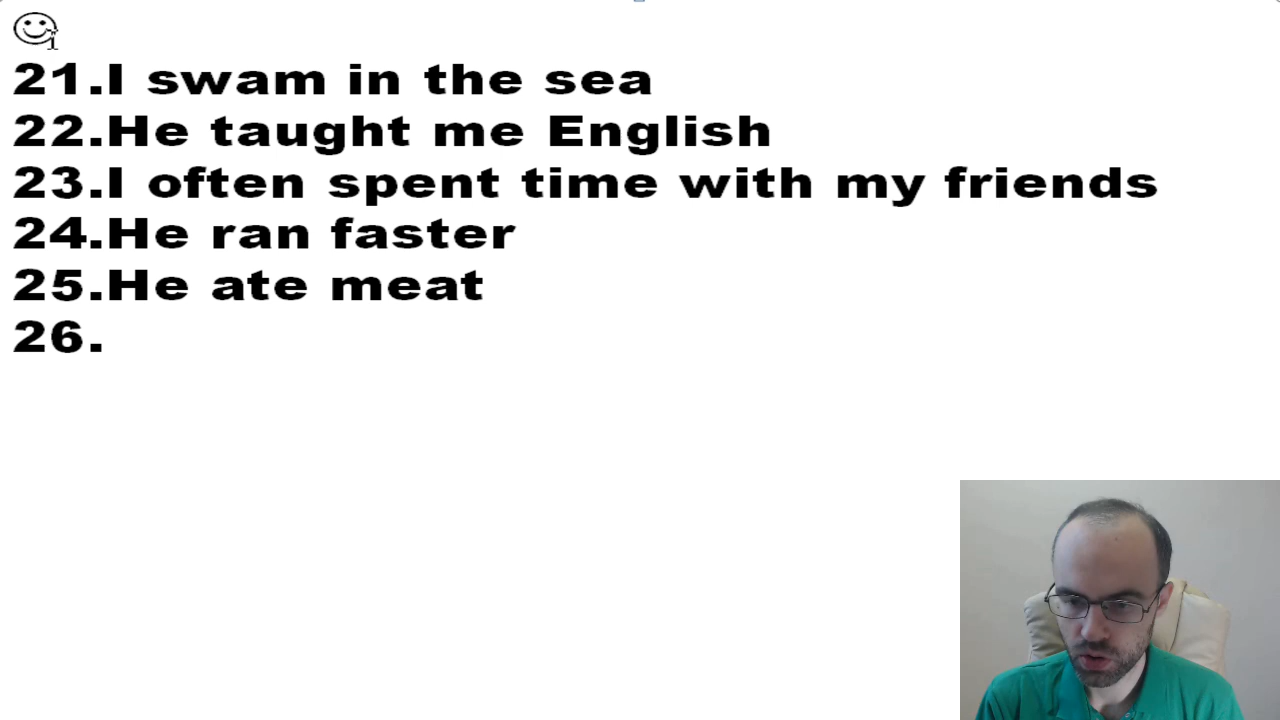 21.I swam in the sea
22.He taught me English
23.I often spent time with my friends
24.He ran faster
25.He ate meat
26.